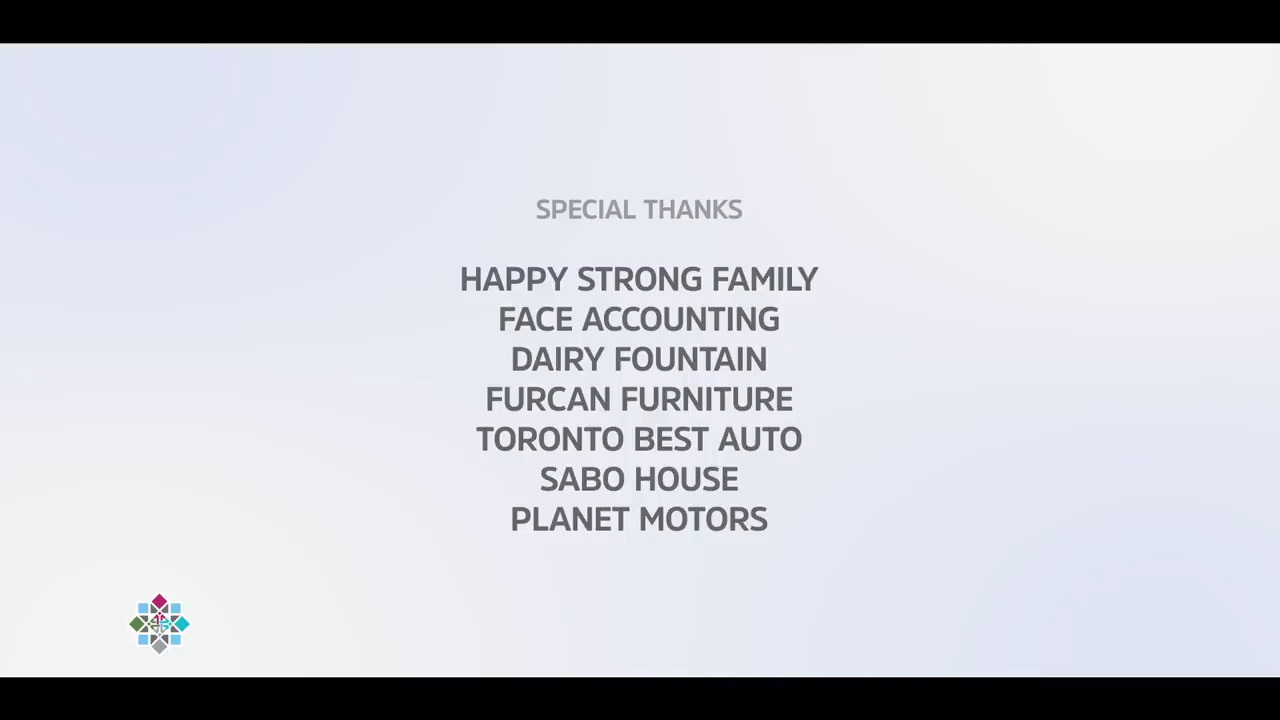 SPECIAL THANKS
HAPPY STRONG FAMILY
FACE ACCOUNTING
DAIRY FOUNTAIN
FURCAN FURNITURE
TORONTO BEST AUTO
SABO HOUSE
PLANET MOTORS